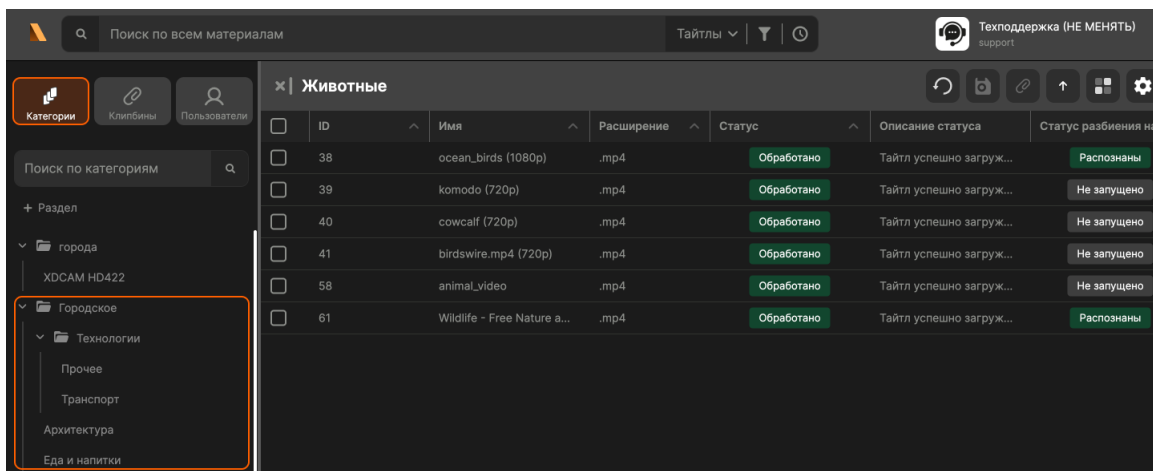 Поиск по всем материалам
Тайтлы
Техподдержка (НЕ МЕНЯТЬ)
support
Категории
Клипбины
Пользователи
Поиск по категориям
+ Раздел
города
XDCAM HD422
Городское
Технологии
Прочее
Транспорт
Архитектура
Еда и напитки
Животные
ID Имя Расширение Статус Описание статуса Статус разбиения на
38 ocean_birds (1080p) .mp4 Обработано Тайтл успешно загруж... Распознаны
39 komodo (720p) .mp4 Обработано Тайтл успешно загруж... Не запущено
40 cowcalf (720p) .mp4 Обработано Тайтл успешно загруж... Не запущено
41 birdswire.mp4 (720p) .mp4 Обработано Тайтл успешно загруж... Не запущено
58 animal_video .mp4 Обработано Тайтл успешно загруж... Не запущено
61 Wildlife - Free Nature a... .mp4 Обработано Тайтл успешно загруж... Распознаны